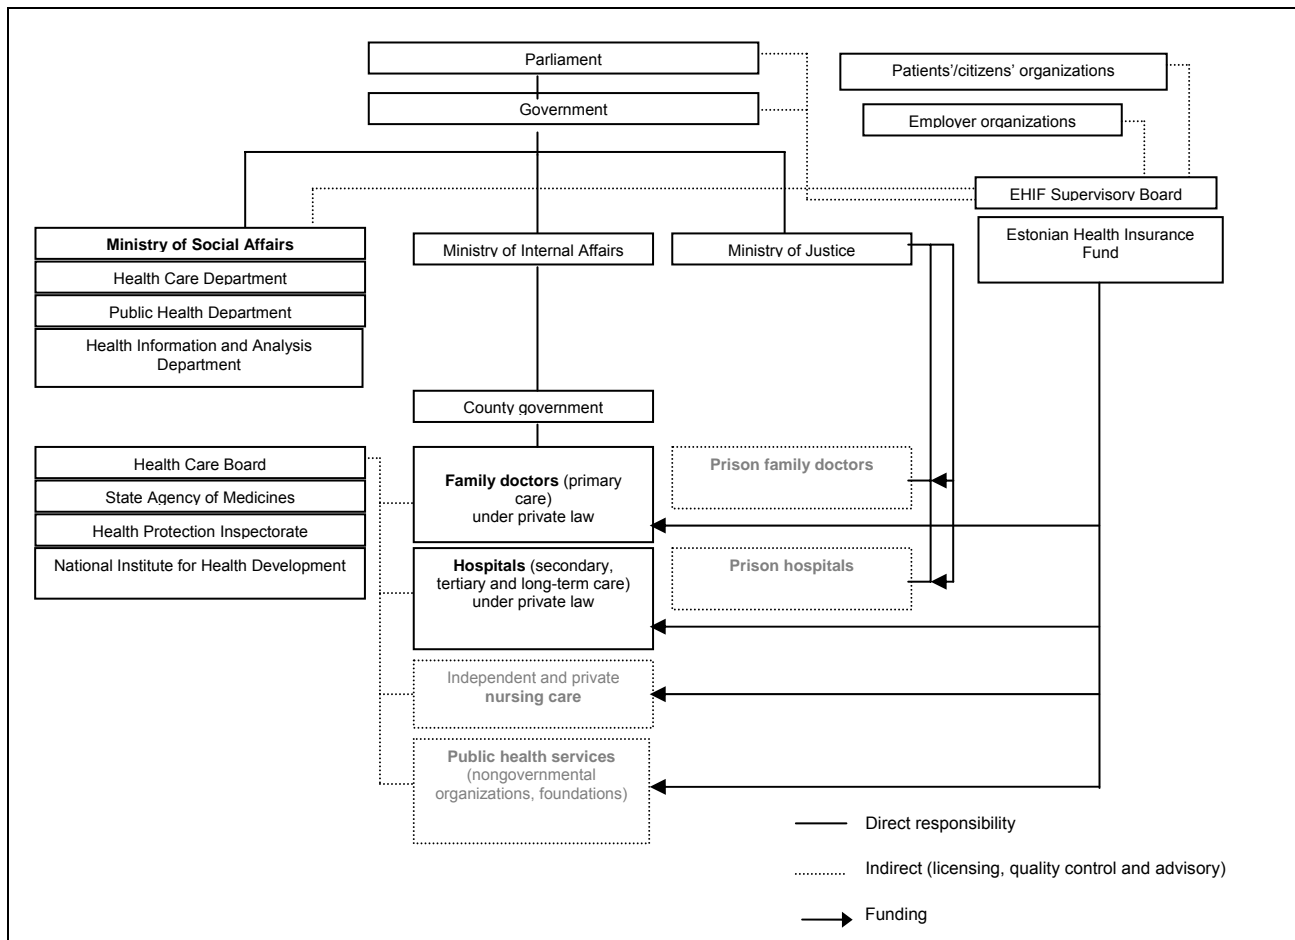 Parliament
Patients'/citizens' organizations
Government
Employer organizations
EHIF Supervisory Board
Ministry of Social Affairs
Ministry of Internal Affairs
Ministry of Justice
Estonian Health Insurance
Fund
Health Care Department
Public Health Department
Health Information and Analysis
Department
County government
Health Care Board
State Agency of Medicines
Health Protection Inspectorate
National Institute for Health Development
Family doctors (primary
care)
under private law
Prison family doctors
Hospitals (secondary,
tertiary and long-term care)
under private law
Prison hospitals
Independent and private
nursing care
Public health services
(nongovernmental
organizations, foundations)
Direct responsibility
Indirect (licensing, quality control and advisory)
Funding